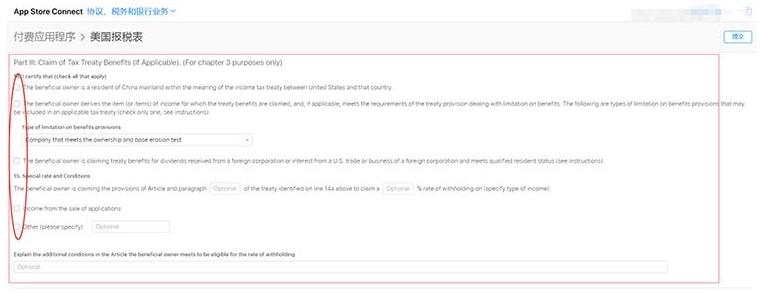 App Store Connect 协议、税务和银行业务
付费应用程序 > 美国报税表
提交
Part III: Claim of Tax Treaty Benefits (If Applicable). (For chapter 3 purposes only)
I certify that (check all that apply)
The beneficial owner is a resident of China mainland within the meaning of the income tax treaty between United States and that country.
The beneficial owner derives the item (or items) of income for which the treaty benefits are claimed, and, if applicable, meets the requirements of the treaty provision dealing with limitation on benefits. The following are types of limitation on benefits provisions that may
be included in an applicable tax treaty (check only one, see instructions):
Type of limitation on benefits provisions
Company that meets the ownership and base erosion test
The beneficial owner is claiming treaty benefits for dividends received from a foreign corporation or interest from a U.S. trade or business of a foreign corporation and meets qualified resident status (see instructions).
15. Special rate and Conditions
The beneficial owner is claiming the provisions of Article and paragraph Optional of the treaty identified on line 14a above to claim a Optional % rate of withholding on (specify type of income)
Income from the sale of applications
Other (please specify) Optional
Explain the additional conditions in the Article the beneficial owner meets to be eligible for the rate of withholding
Optional